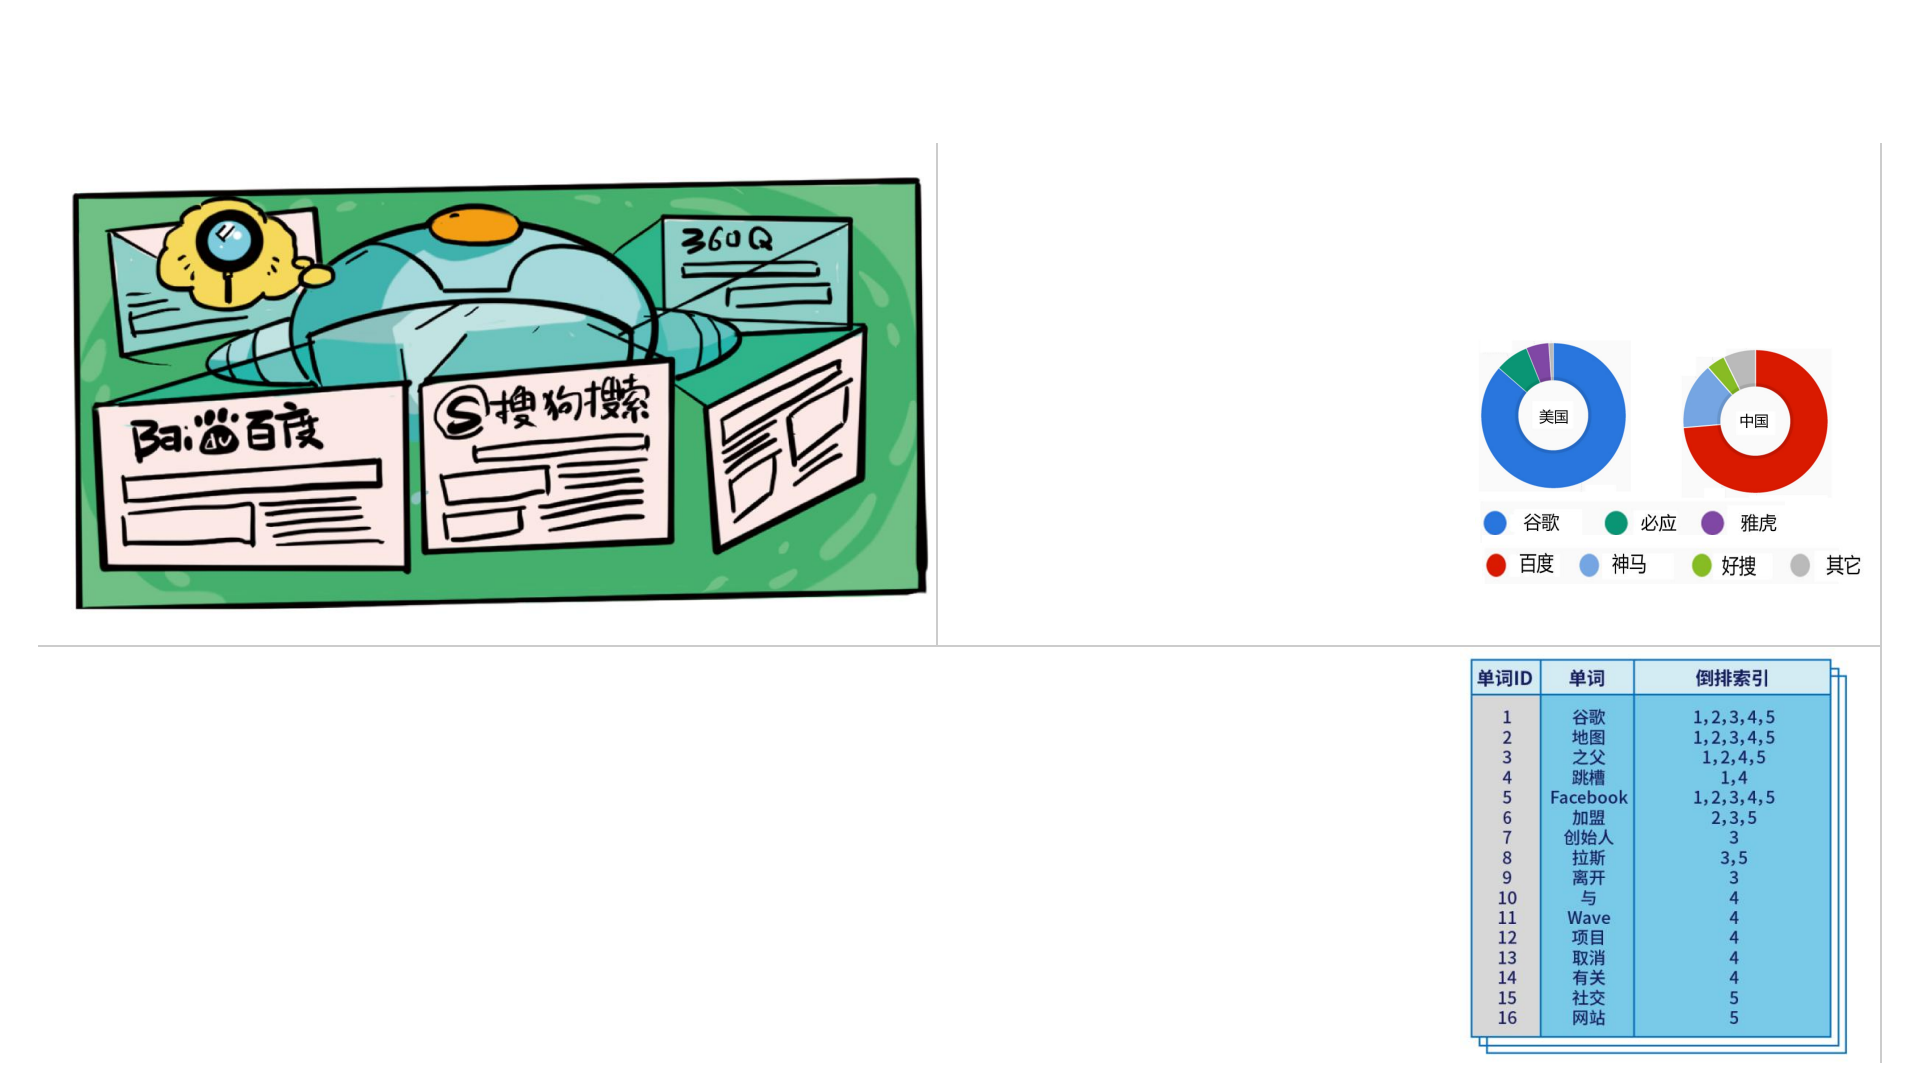 360
Bai du 百度
S 搜狗搜索
美国
中国
谷歌 必应 雅虎
百度 神马 好搜 其它
单词ID 单词 倒排索引
1 谷歌 1,2,3,4,5
2 地图 1,2,3,4,5
3 之父 1,2,4,5
4 跳槽 1,4
5 Facebook 1,2,3,4,5
6 加盟 2,3,5
7 创始人 3
8 拉斯 3,5
9 离开 3
10 与 4
11 Wave 4
12 项目 4
13 取消 4
14 有关 4
15 社交 5
16 网站 5